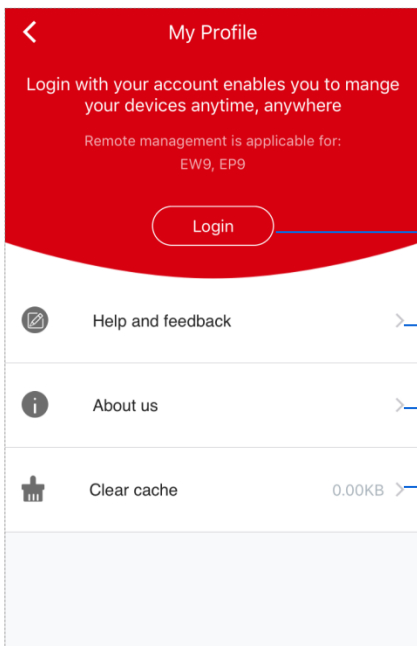 My Profile
Login with your account enables you to mange
your devices anytime, anywhere
Remote management is applicable for:
EW9, EP9
Login
Help and feedback
About us
Clear cache 0.00KB